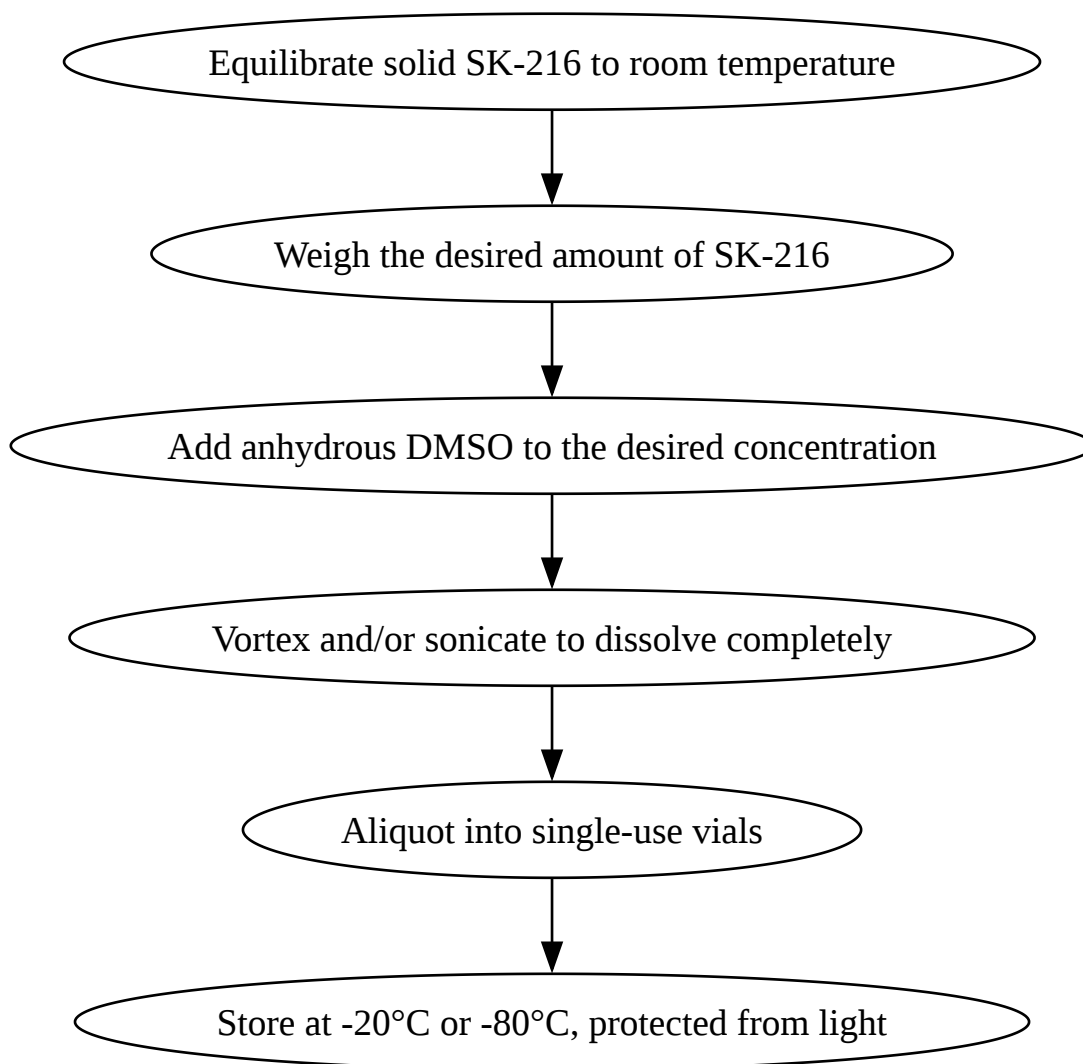 Equilibrate solid SK-216 to room temperature
Weigh the desired amount of SK-216
Add anhydrous DMSO to the desired concentration
Vortex and/or sonicate to dissolve completely
Aliquot into single-use vials
Store at -20°C or -80°C, protected from light